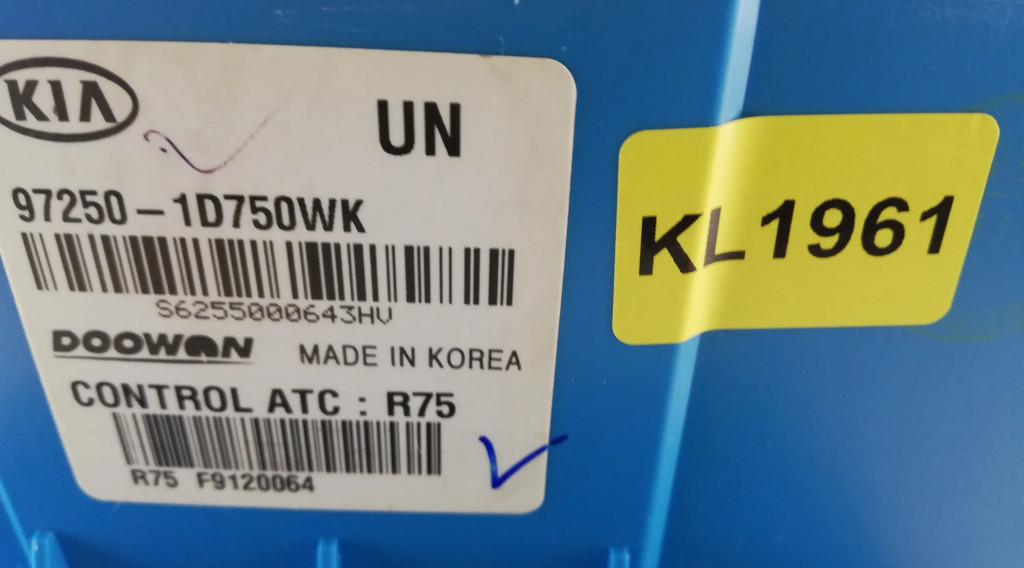 KIA
UN
97250-1D750WK
S6255000643HV
DOOWON
MADE IN KOREA
CONTROL ATC : R75
R75 F9120064
KL1961